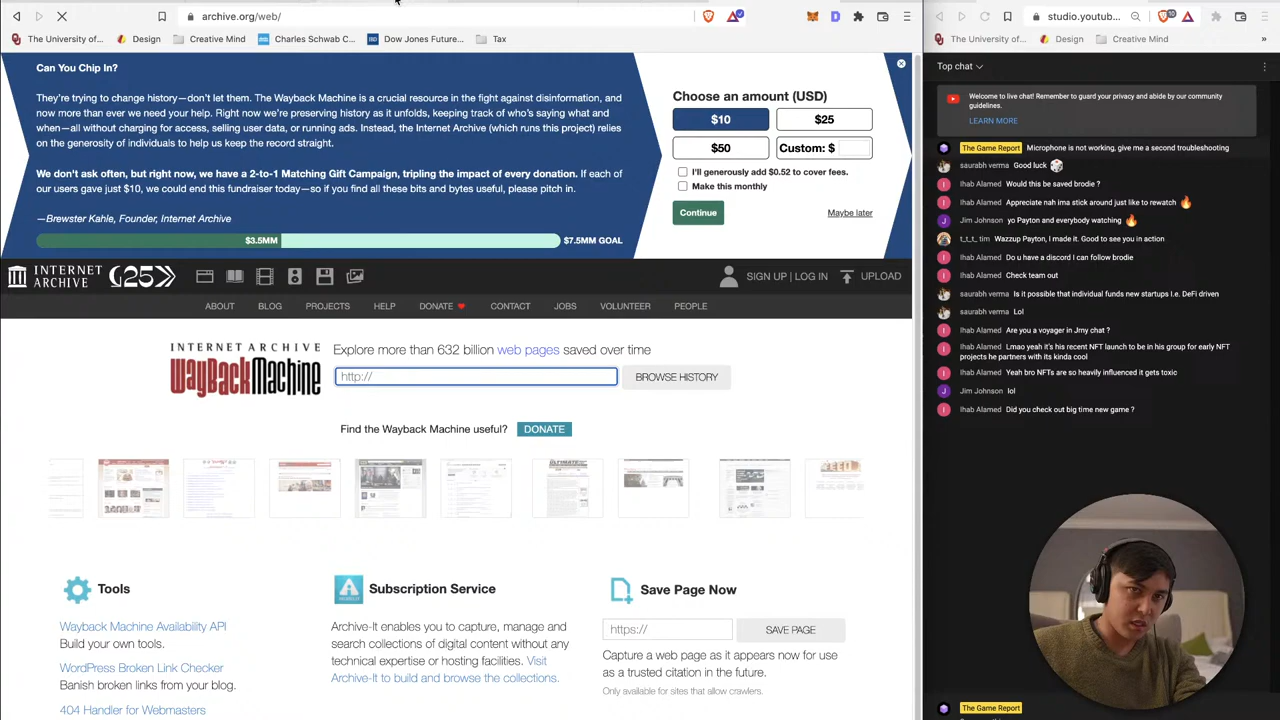 archive.org/web/
studio.youtub...
The University of...
Design
Creative Mind
Charles Schwab C...
Dow Jones Future...
Tax
The University of...
Design
Creative Mind
»
Can You Chip In?
They're trying to change history—don't let them. The Wayback Machine is a crucial resource in the fight against disinformation, and
now more than ever we need your help. Right now we're preserving history as it unfolds, keeping track of who's saying what and
when—all without charging for access, selling user data, or running ads. Instead, the Internet Archive (which runs this project) relies
on the generosity of individuals to help us keep the record straight.
We don't ask often, but right now, we have a 2-to-1 Matching Gift Campaign, tripling the impact of every donation. If each of
our users gave just $10, we could end this fundraiser today—so if you find all these bits and bytes useful, please pitch in.
—Brewster Kahle, Founder, Internet Archive
$3.5MM
$7.5MM GOAL
Choose an amount (USD)
$10
$25
$50
Custom: $
I'll generously add $0.52 to cover fees.
Make this monthly
Continue
Maybe later
INTERNET
ARCHIVE
25
SIGN UP | LOG IN
UPLOAD
ABOUT
BLOG
PROJECTS
HELP
DONATE
CONTACT
JOBS
VOLUNTEER
PEOPLE
INTERNET ARCHIVE
WayBackMachine
Explore more than 632 billion web pages saved over time
http://
BROWSE HISTORY
Find the Wayback Machine useful?
DONATE
Tools
Wayback Machine Availability API
Build your own tools.
WordPress Broken Link Checker
Banish broken links from your blog.
404 Handler for Webmasters
Subscription Service
Archive-It enables you to capture, manage and
search collections of digital content without any
technical expertise or hosting facilities. Visit
Archive-It to build and browse the collections.
Save Page Now
https://
SAVE PAGE
Capture a web page as it appears now for use
as a trusted citation in the future.
Only available for sites that allow crawlers.
Top chat
Welcome to live chat! Remember to guard your privacy and abide by our community
guidelines.
LEARN MORE
The Game Report Microphone is not working, give me a second troubleshooting
saurabh verma Good luck
Ihab Alamed Would this be saved brodie ?
Ihab Alamed Appreciate nah ima stick around just like to rewatch
Jim Johnson yo Payton and everybody watching
t_t_t_ tim Wazzup Payton, I made it. Good to see you in action
Ihab Alamed Do u have a discord I can follow brodie
Ihab Alamed Check team out
saurabh verma Is it possible that individual funds new startups I.e. DeFi driven
saurabh verma Lol
Ihab Alamed Are you a voyager in Jrny chat ?
Ihab Alamed Lmao yeah it's his recent NFT launch to be in his group for early NFT
projects he partners with its kinda cool
Ihab Alamed Yeah bro NFTs are so heavily influenced it gets toxic
Jim Johnson lol
Ihab Alamed Did you check out big time new game ?
The Game Report